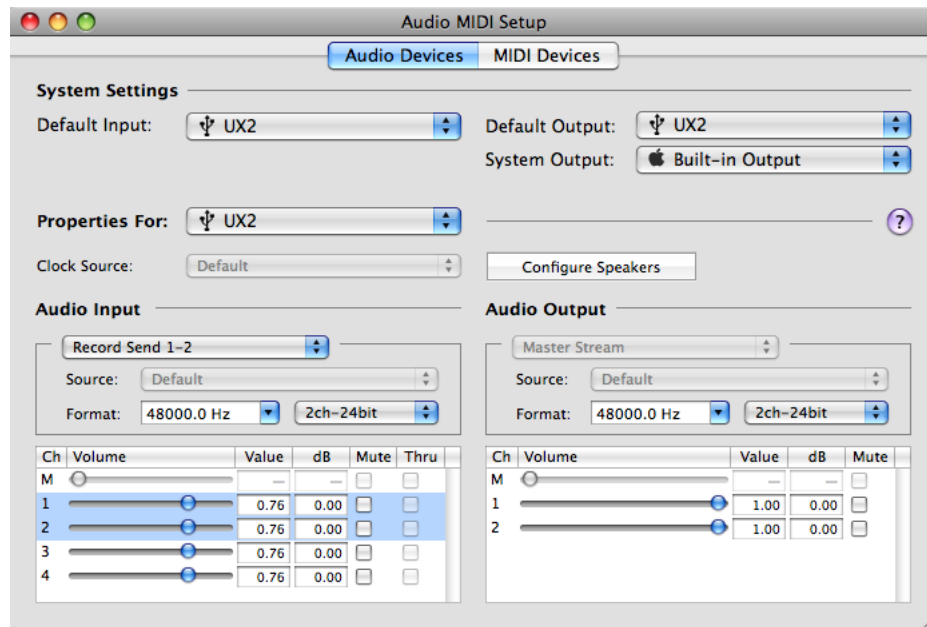 Audio MIDI Setup
Audio Devices MIDI Devices
System Settings
Default Input: UX2 Default Output: UX2
System Output: Built-in Output
Properties For: UX2 ?
Clock Source: Default Configure Speakers
Audio Input Audio Output
Record Send 1-2 Master Stream
Source: Default Source: Default
Format: 48000.0 Hz 2ch-24bit Format: 48000.0 Hz 2ch-24bit
Ch Volume Value dB Mute Thru Ch Volume Value dB Mute
M — — M — —
1 0.76 0.00 1 1.00 0.00
2 0.76 0.00 2 1.00 0.00
3 0.76 0.00
4 0.76 0.00